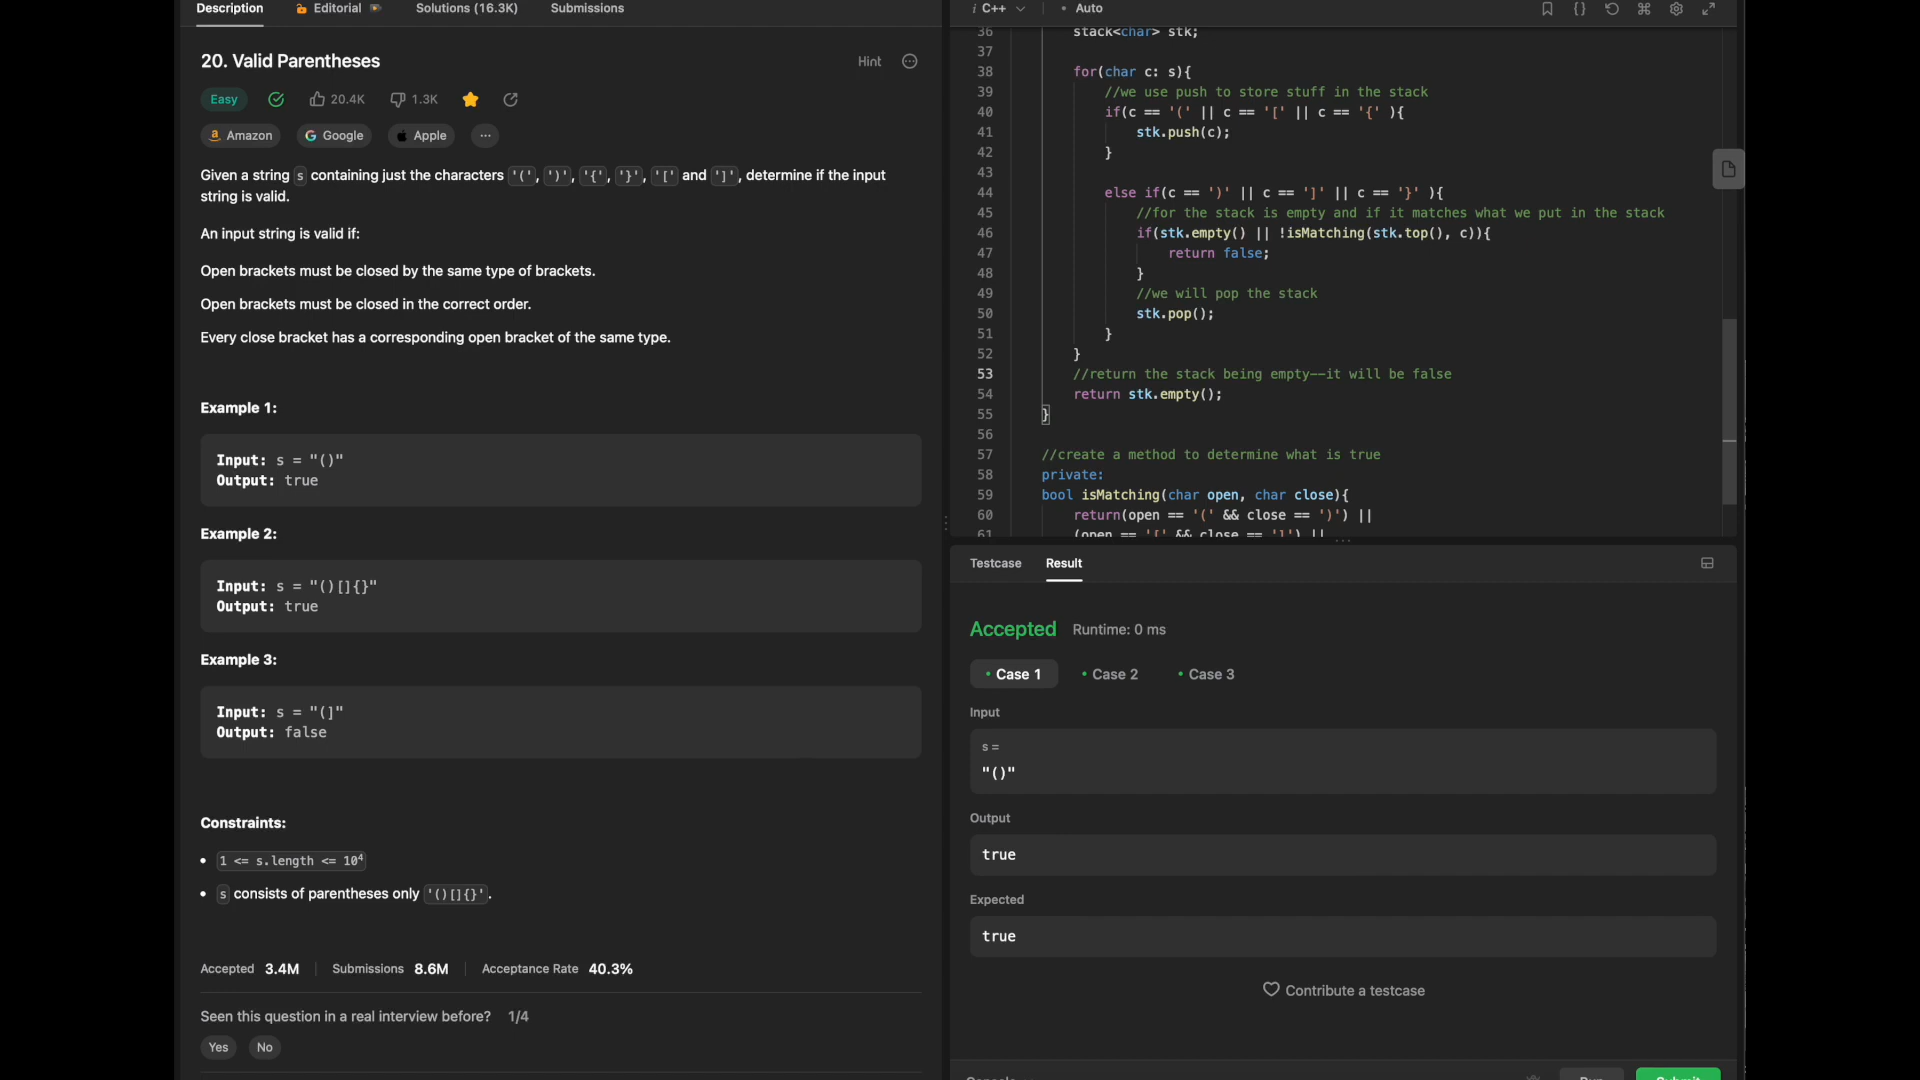 Description
Editorial
Solutions (16.3K)
Submissions
20. Valid Parentheses
Hint
Easy
20.4K
1.3K
Amazon
Google
Apple
Given a string s containing just the characters '(', ')', '{', '}', '[' and ']', determine if the input
string is valid.
An input string is valid if:
Open brackets must be closed by the same type of brackets.
Open brackets must be closed in the correct order.
Every close bracket has a corresponding open bracket of the same type.
Example 1:
Input: s = "()"
Output: true
Example 2:
Input: s = "()[]{}"
Output: true
Example 3:
Input: s = "(]"
Output: false
Constraints:
1 <= s.length <= 10⁴
s consists of parentheses only '()[]{}'.
Accepted 3.4M
Submissions 8.6M
Acceptance Rate 40.3%
Seen this question in a real interview before? 1/4
Yes
No
i C++
Auto
36 stack<char> stk;
37
38 for(char c: s){
39 //we use push to store stuff in the stack
40 if(c == '(' || c == '[' || c == '{' ){
41 stk.push(c);
42 }
43
44 else if(c == ')' || c == ']' || c == '}' ){
45 //for the stack is empty and if it matches what we put in the stack
46 if(stk.empty() || !isMatching(stk.top(), c)){
47 return false;
48 }
49 //we will pop the stack
50 stk.pop();
51 }
52 }
53 //return the stack being empty--it will be false
54 return stk.empty();
55 }
56
57 //create a method to determine what is true
58 private:
59 bool isMatching(char open, char close){
60 return(open == '(' && close == ')') ||
61 (open == '[' && close == ']') ||
Testcase
Result
Accepted Runtime: 0 ms
Case 1
Case 2
Case 3
Input
s =
"()"
Output
true
Expected
true
Contribute a testcase
Console
Run
Submit